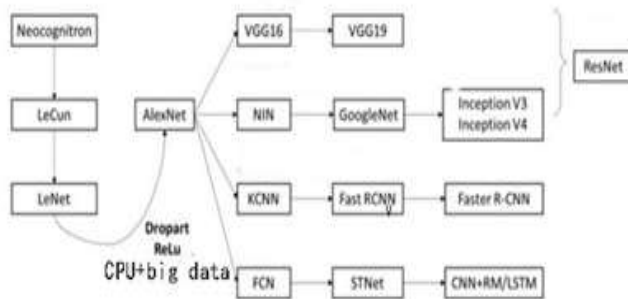 Neocognitron
VGG16
VGG19
ResNet
LeCun
AlexNet
NIN
GoogleNet
Inception V3
Inception V4
LeNet
KCNN
Fast RCNN
V
Faster R-CNN
Dropart
ReLu
CPU+big data
FCN
STNet
CNN+RM/LSTM